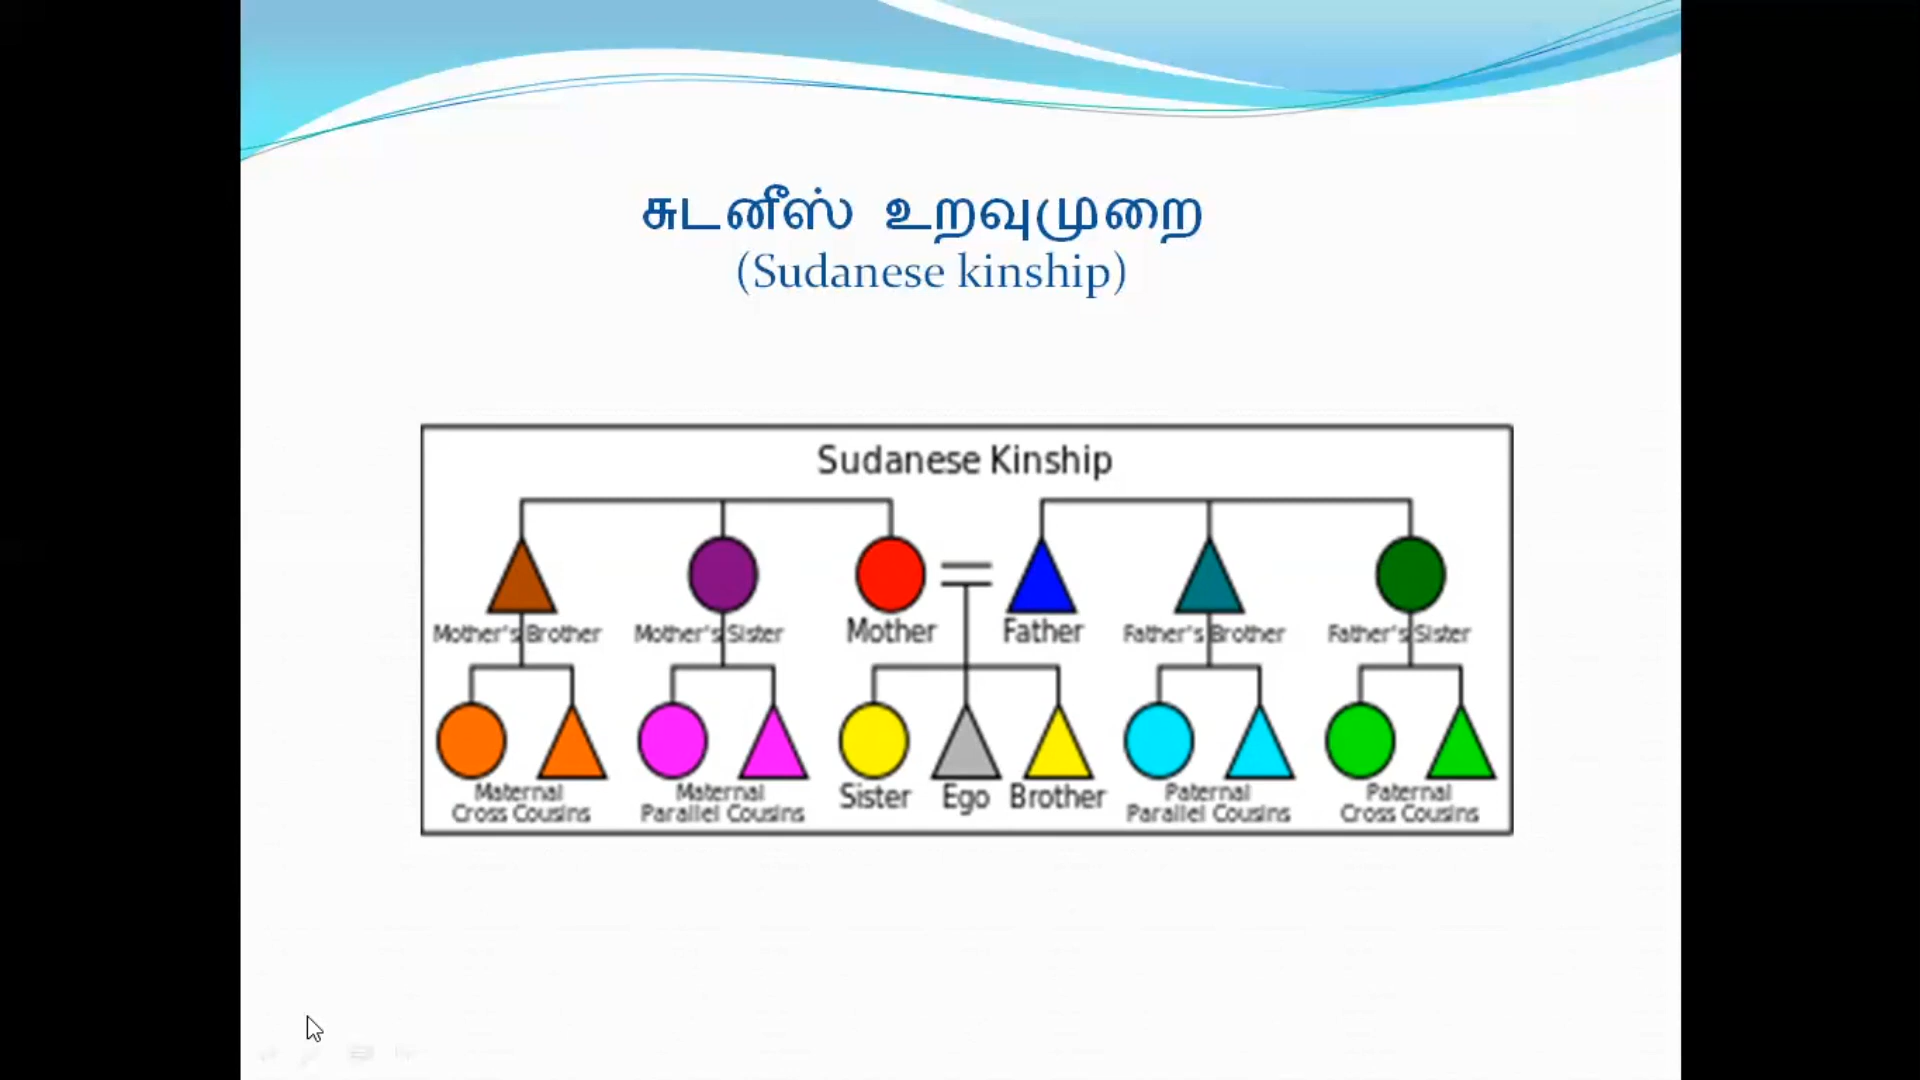 சுடனீஸ் உறவுமுறை
(Sudanese kinship)
Sudanese Kinship
Mother's Brother
Mother's Sister
Mother
Father
Father's Brother
Father's Sister
Maternal
Cross Cousins
Maternal
Parallel Cousins
Sister
Ego
Brother
Paternal
Parallel Cousins
Paternal
Cross Cousins